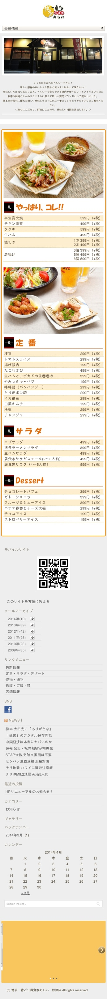 博多
一番どり
居食家
あらい
最新情報
ふくおか生まれのヘルシーチキン！
新しい感覚のおいしさを熊本の皆さまに味わって頂きたい！
美味しいだけならあたりまえ。ヘルシーで安心できる鶏肉が食べたい！といううまいものに
敏感な福岡の人々のリクエストに応えて新しい鶏肉ブランドとして誕生しました。
鶏本来の風味に優れた新しい美味しさの「はかた一番どり」をどうぞたっぷりとご賞味くだ
さい。
＜素材にこだわり、鮮度にこだわり、美味しい時間を演出します。＞
やっぱり、コレ!!
半生炭火焼 599円（+税）
チキン南蛮 499円（+税）
タタキ 599円（+税）
生ハム 499円（+税）
鶏わさ 1本 399円（+税）
2本 499円（+税）
唐揚げ 3個 399円（+税）
5個 499円（+税）
8個 599円（+税）
定番
枝豆 299円（+税）
トマトスライス 299円（+税）
揚げ銀杏 199円（+税）
たこわさび 499円（+税）
生ハムとアボカドの生春巻き 399円（+税）
やみつきキャベツ 199円（+税）
棒棒鶏（バンバンジー） 299円（+税）
とり皮ポン酢 299円（+税）
イカ納豆 299円（+税）
白菜キムチ 199円（+税）
冷奴 299円（+税）
チャンジャ 299円（+税）
サラダ
コブサラダ 499円（+税）
博多ラーメンサラダ 399円（+税）
生ハムサラダ 499円（+税）
居食家サラダスモール(2〜3人前) 499円（+税）
居食家サラダ（4〜5人前） 599円（+税）
Dessert
チョコレートパフェ 399円（+税）
ガトーショコラ 399円（+税）
フルーツ＆シューアイス 399円（+税）
バナナ春巻とチーズ大福 299円（+税）
チョコアイス 199円（+税）
ストロベリーアイス 199円（+税）
モバイルサイト
このサイトを友達に教える
メールアーカイブ
2014年(10)
2013年(39)
2012年(42)
2011年(25)
2010年(28)
2009年(35)
リンクメニュー
最新情報
定番・サラダ・デザート
焼物・揚物
鉄板・ご飯・麺
店舗情報
SNS
NEWS！
松本 太田光に「ありがとな」
「遺言」のデジタル保存開始
中国経済は本当にヤバいのか
速報 楽天・松井裕樹が初先発
STAP米教授 論文撤回は不要
センバツ決勝速報 近畿対決
チリ地震 ハワイに津波注意報
チリ沖M8.2地震 死者5人に
最近の投稿
HPリニューアルのお知らせ！
カテゴリー
お知らせ
ギャラリー
バックナンバー
2014年3月 (1)
カレンダー
2014年4月
月 火 水 木 金 土 日
1 2 3 4 5 6
7 8 9 10 11 12 13
14 15 16 17 18 19 20
21 22 23 24 25 26 27
28 29 30
« 3月
Search the site...
(c) 博多一番どり居食家あらい　秋津店 All rights reserved